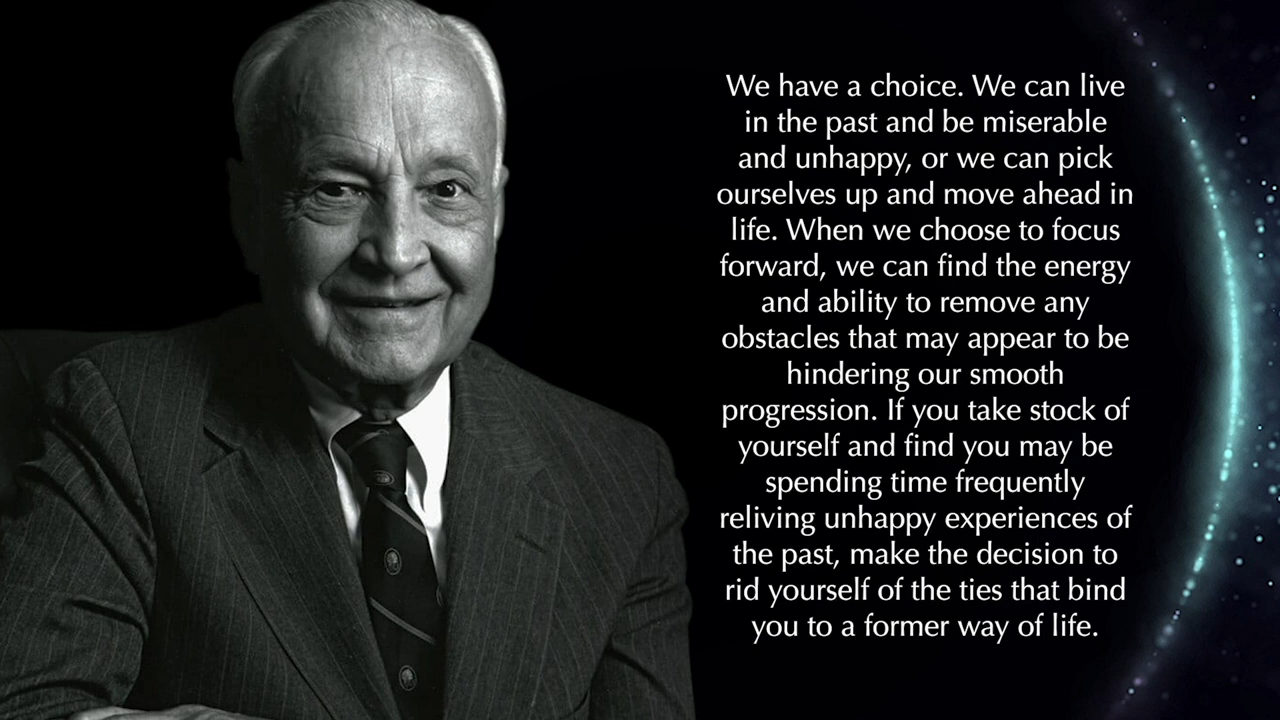 We have a choice. We can live
in the past and be miserable
and unhappy, or we can pick
ourselves up and move ahead in
life. When we choose to focus
forward, we can find the energy
and ability to remove any
obstacles that may appear to be
hindering our smooth
progression. If you take stock of
yourself and find you may be
spending time frequently
reliving unhappy experiences of
the past, make the decision to
rid yourself of the ties that bind
you to a former way of life.